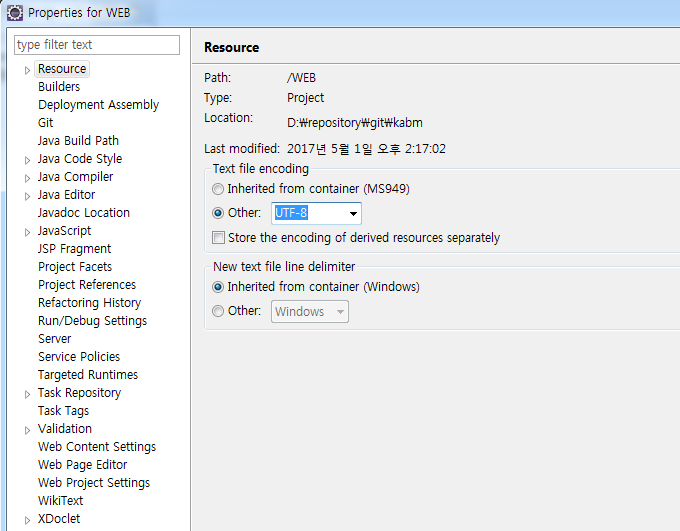 Properties for WEB
type filter text
Resource
Builders
Deployment Assembly
Git
Java Build Path
Java Code Style
Java Compiler
Java Editor
Javadoc Location
JavaScript
JSP Fragment
Project Facets
Project References
Refactoring History
Run/Debug Settings
Server
Service Policies
Targeted Runtimes
Task Repository
Task Tags
Validation
Web Content Settings
Web Page Editor
Web Project Settings
WikiText
XDoclet
Resource
Path: /WEB
Type: Project
Location: D:₩repository₩git₩kabm
Last modified: 2017년 5월 1일 오후 2:17:02
Text file encoding
Inherited from container (MS949)
Other: UTF-8
Store the encoding of derived resources separately
New text file line delimiter
Inherited from container (Windows)
Other: Windows